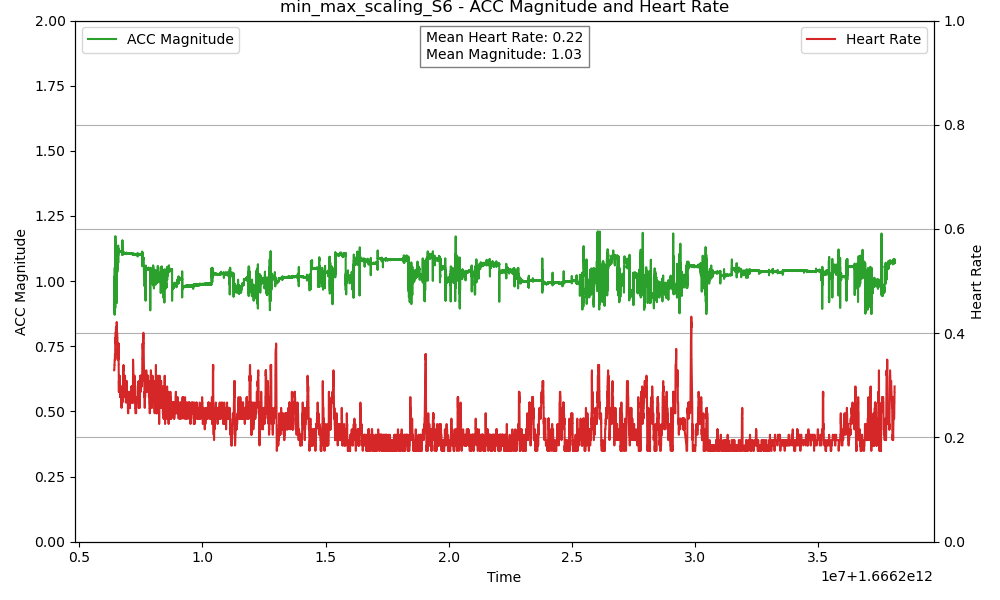 min_max_scaling_S6 - ACC Magnitude and Heart Rate
ACC Magnitude
Mean Heart Rate: 0.22
Mean Magnitude: 1.03
Heart Rate
2.00
1.75
1.50
1.25
1.00
0.75
0.50
0.25
0.00
ACC Magnitude
1.0
0.8
0.6
0.4
0.2
0.0
Heart Rate
0.5
1.0
1.5
2.0
2.5
3.0
3.5
Time
1e7+1.6662e12